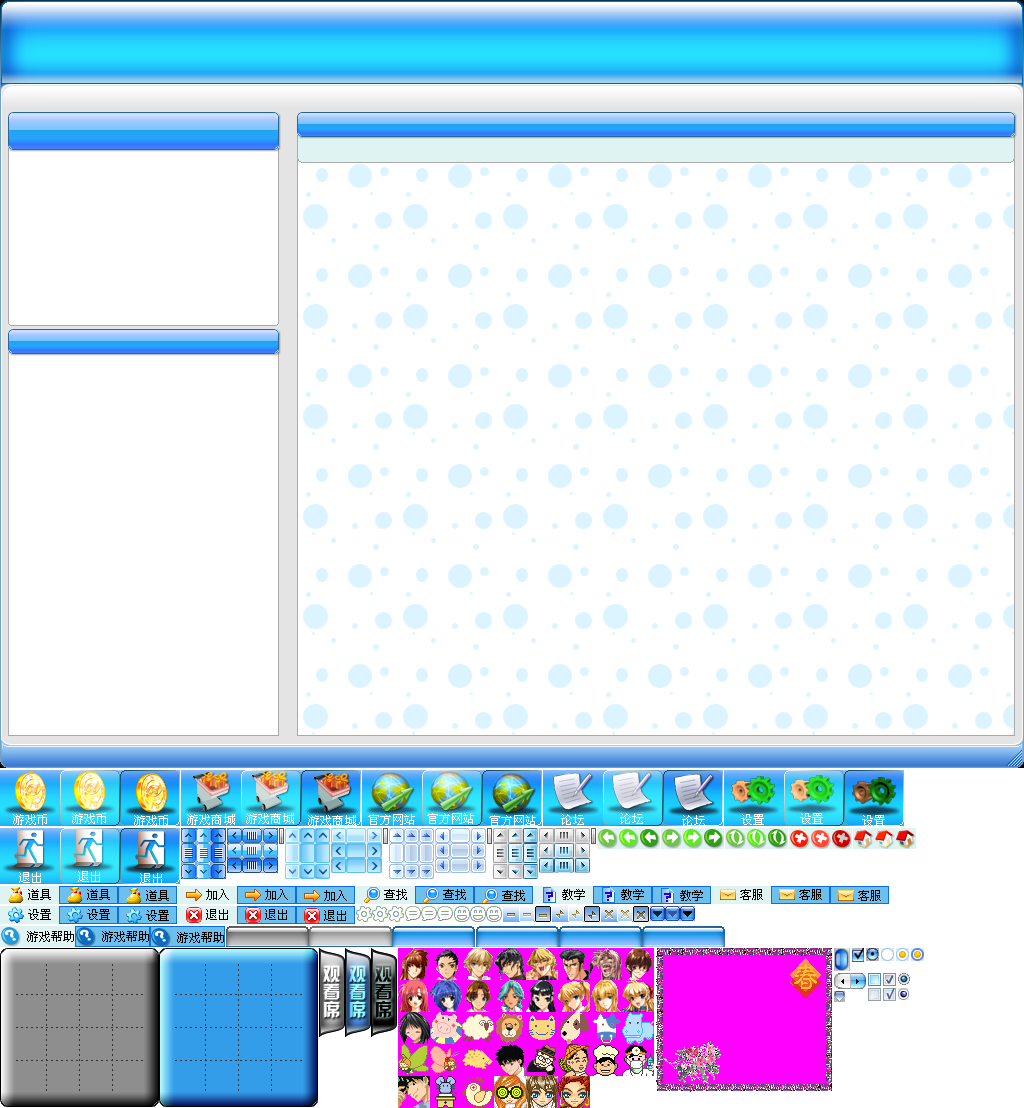 游戏币 游戏币 游戏币 游戏商城 游戏商城 游戏商城 官方网站 官方网站 官方网站 论坛 论坛 论坛 设置 设置 设置
退出 退出 退出
道具 道具 道具 加入 加入 加入 查找 查找 查找 教学 教学 教学 客服 客服 客服
设置 设置 设置 退出 退出 退出
游戏帮助 游戏帮助 游戏帮助
观看席 观看席 观看席
春